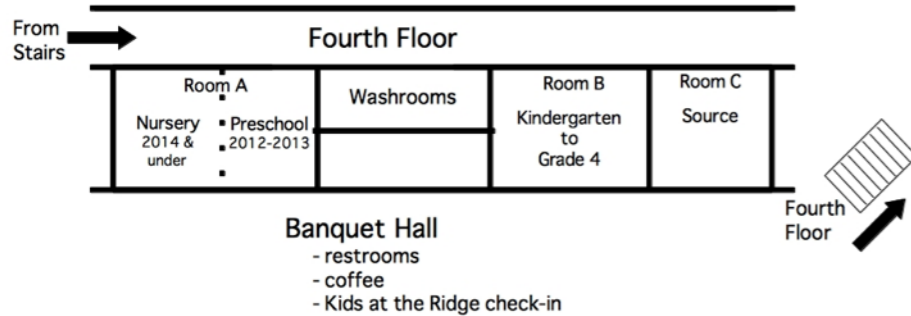 From
Stairs
Fourth Floor
Room A
Nursery
2014 &
under
Preschool
2012-2013
Washrooms
Room B
Kindergarten
to
Grade 4
Room C
Source
Fourth
Floor
Banquet Hall
- restrooms
- coffee
- Kids at the Ridge check-in